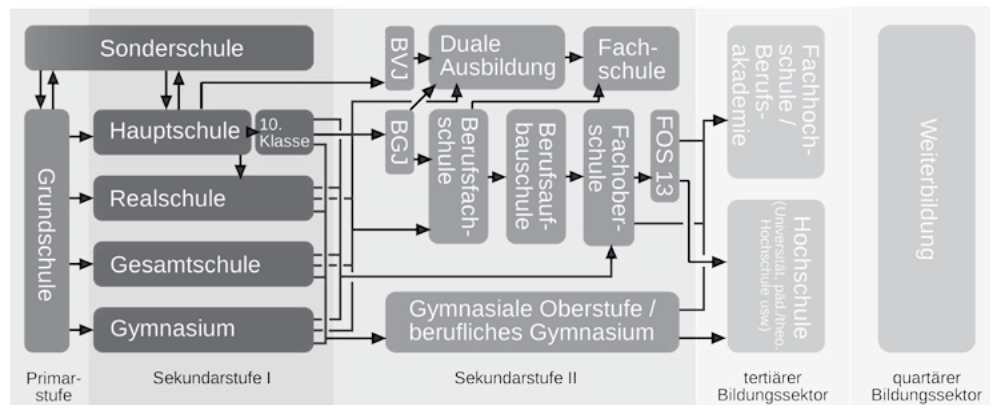 Sonderschule
Grundschule
Hauptschule
10.
Klasse
Realschule
Gesamtschule
Gymnasium
BVJ
Duale
Ausbildung
Fach-
schule
BGJ
Berufsfach-
schule
Berufsauf-
bauschule
Fachober-
schule
FOS 13
Gymnasiale Oberstufe /
berufliches Gymnasium
Fachhoch-
schule /
Berufs-
akademie
Hochschule
(Universität, päd./theo.
Hochschule usw)
Weiterbildung
Primar-
stufe
Sekundarstufe I
Sekundarstufe II
tertiärer
Bildungssektor
quartärer
Bildungssektor